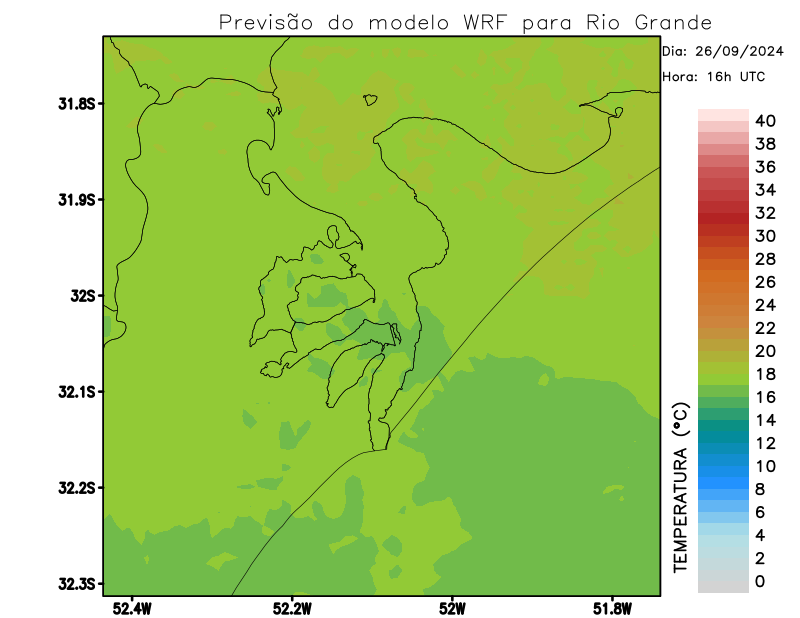 Previsão do modelo WRF para Rio Grande
Dia: 26/09/2024
Hora: 16h UTC
31.8S
31.9S
32S
32.1S
32.2S
32.3S
52.4W
52.2W
52W
51.8W
TEMPERATURA (°C)
40
38
36
34
32
30
28
26
24
22
20
18
16
14
12
10
8
6
4
2
0